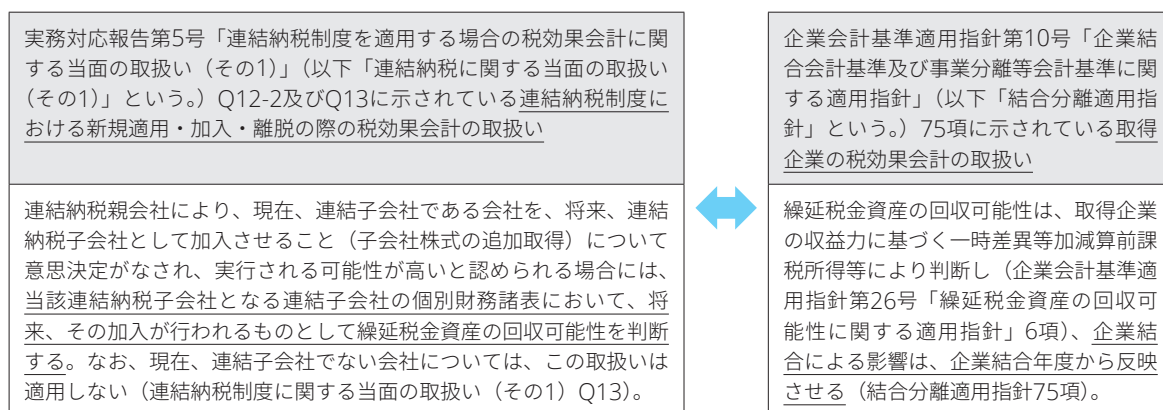 実務対応報告第5号「連結納税制度を適用する場合の税効果会計に関
する当面の取扱い（その1）」（以下「連結納税に関する当面の取扱い
（その1）」という。）Q12-2及びQ13に示されている連結納税制度に
おける新規適用・加入・離脱の際の税効果会計の取扱い
連結納税親会社により、現在、連結子会社である会社を、将来、連結
納税子会社として加入させること（子会社株式の追加取得）について
意思決定がなされ、実行される可能性が高いと認められる場合には、
当該連結納税子会社となる連結子会社の個別財務諸表において、将
来、その加入が行われるものとして繰延税金資産の回収可能性を判断
する。なお、現在、連結子会社でない会社については、この取扱いは
適用しない（連結納税制度に関する当面の取扱い（その1）Q13）。
企業会計基準適用指針第10号「企業結
合会計基準及び事業分離等会計基準に関
する適用指針」（以下「結合分離適用指
針」という。）75項に示されている取得
企業の税効果会計の取扱い
繰延税金資産の回収可能性は、取得企業
の収益力に基づく一時差異等加減算前課
税所得等により判断し（企業会計基準適
用指針第26号「繰延税金資産の回収可
能性に関する適用指針」6項）、企業結
合による影響は、企業結合年度から反映
させる（結合分離適用指針75項）。